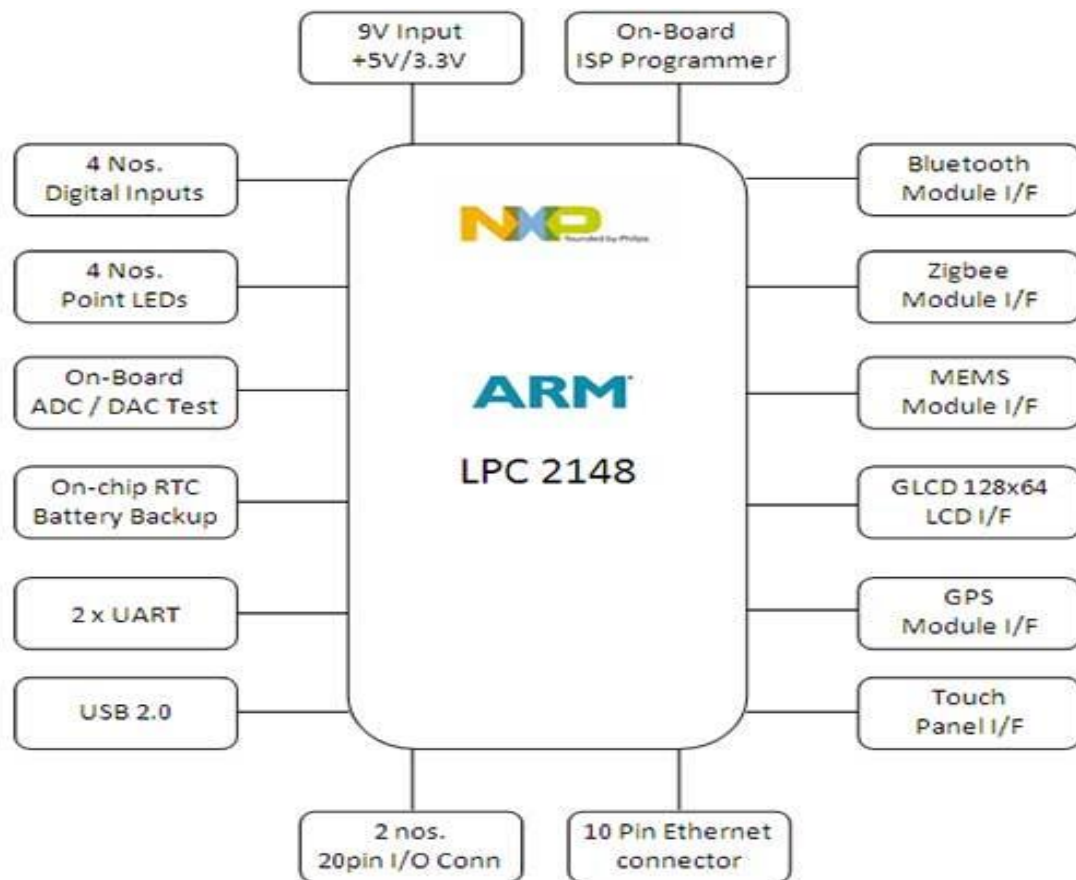 9V Input
+5V/3.3V
On-Board
ISP Programmer
4 Nos.
Digital Inputs
4 Nos.
Point LEDs
On-Board
ADC / DAC Test
On-chip RTC
Battery Backup
2 x UART
USB 2.0
NXP
founded by Philips
ARM
LPC 2148
Bluetooth
Module I/F
Zigbee
Module I/F
MEMS
Module I/F
GLCD 128x64
LCD I/F
GPS
Module I/F
Touch
Panel I/F
2 nos.
20pin I/O Conn
10 Pin Ethernet
connector